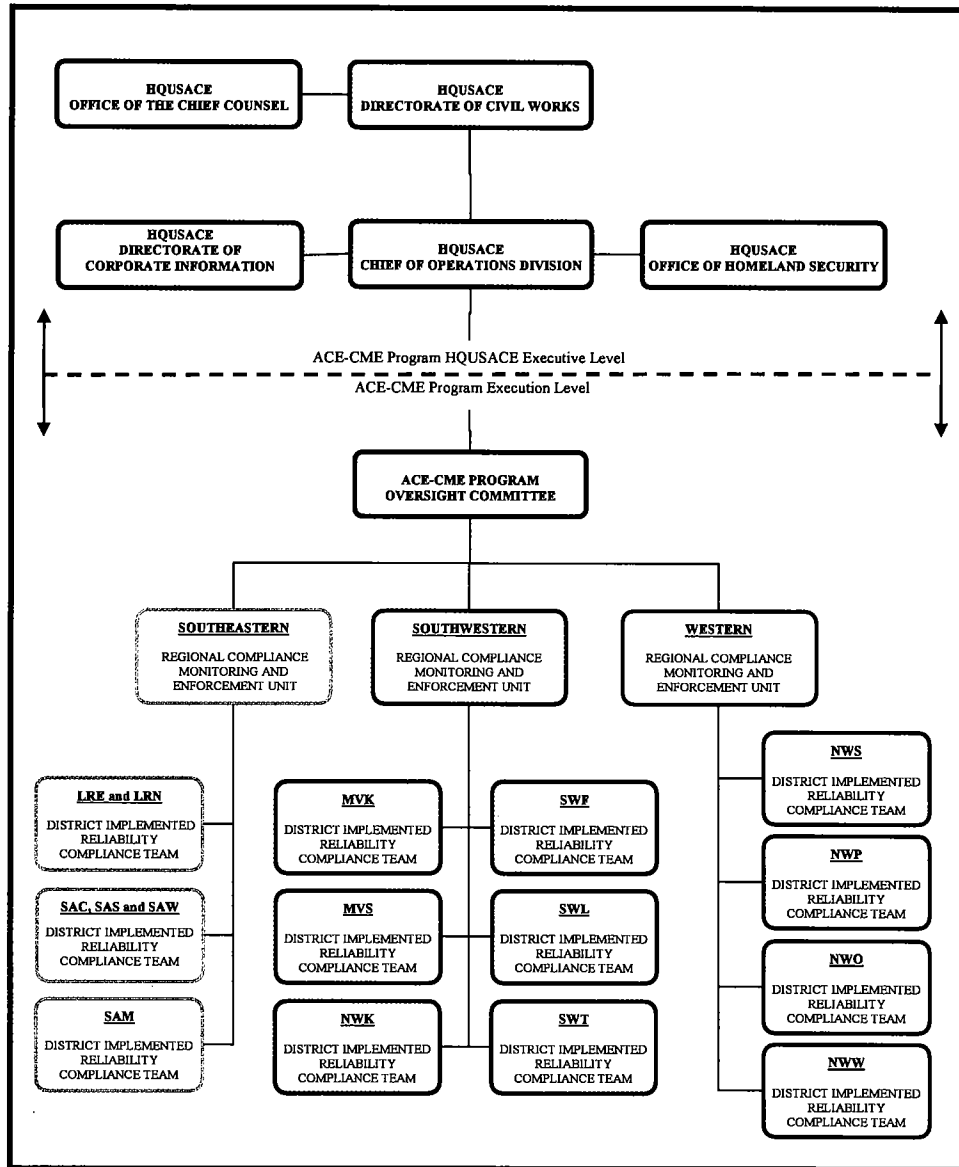 HQUSACE
OFFICE OF THE CHIEF COUNSEL
HQUSACE
DIRECTORATE OF CIVIL WORKS
HQUSACE
DIRECTORATE OF
CORPORATE INFORMATION
HQUSACE
CHIEF OF OPERATIONS DIVISION
HQUSACE
OFFICE OF HOMELAND SECURITY
ACE-CME Program HQUSACE Executive Level
ACE-CME Program Execution Level
ACE-CME PROGRAM
OVERSIGHT COMMITTEE
SOUTHEASTERN
REGIONAL COMPLIANCE
MONITORING AND
ENFORCEMENT UNIT
SOUTHWESTERN
REGIONAL COMPLIANCE
MONITORING AND
ENFORCEMENT UNIT
WESTERN
REGIONAL COMPLIANCE
MONITORING AND
ENFORCEMENT UNIT
LRE and LRN
DISTRICT IMPLEMENTED
RELIABILITY
COMPLIANCE TEAM
SAC, SAS and SAW
DISTRICT IMPLEMENTED
RELIABILITY
COMPLIANCE TEAM
SAM
DISTRICT IMPLEMENTED
RELIABILITY
COMPLIANCE TEAM
MVK
DISTRICT IMPLEMENTED
RELIABILITY
COMPLIANCE TEAM
MVS
DISTRICT IMPLEMENTED
RELIABILITY
COMPLIANCE TEAM
NWK
DISTRICT IMPLEMENTED
RELIABILITY
COMPLIANCE TEAM
SWF
DISTRICT IMPLEMENTED
RELIABILITY
COMPLIANCE TEAM
SWL
DISTRICT IMPLEMENTED
RELIABILITY
COMPLIANCE TEAM
SWT
DISTRICT IMPLEMENTED
RELIABILITY
COMPLIANCE TEAM
NWS
DISTRICT IMPLEMENTED
RELIABILITY
COMPLIANCE TEAM
NWP
DISTRICT IMPLEMENTED
RELIABILITY
COMPLIANCE TEAM
NWO
DISTRICT IMPLEMENTED
RELIABILITY
COMPLIANCE TEAM
NWW
DISTRICT IMPLEMENTED
RELIABILITY
COMPLIANCE TEAM